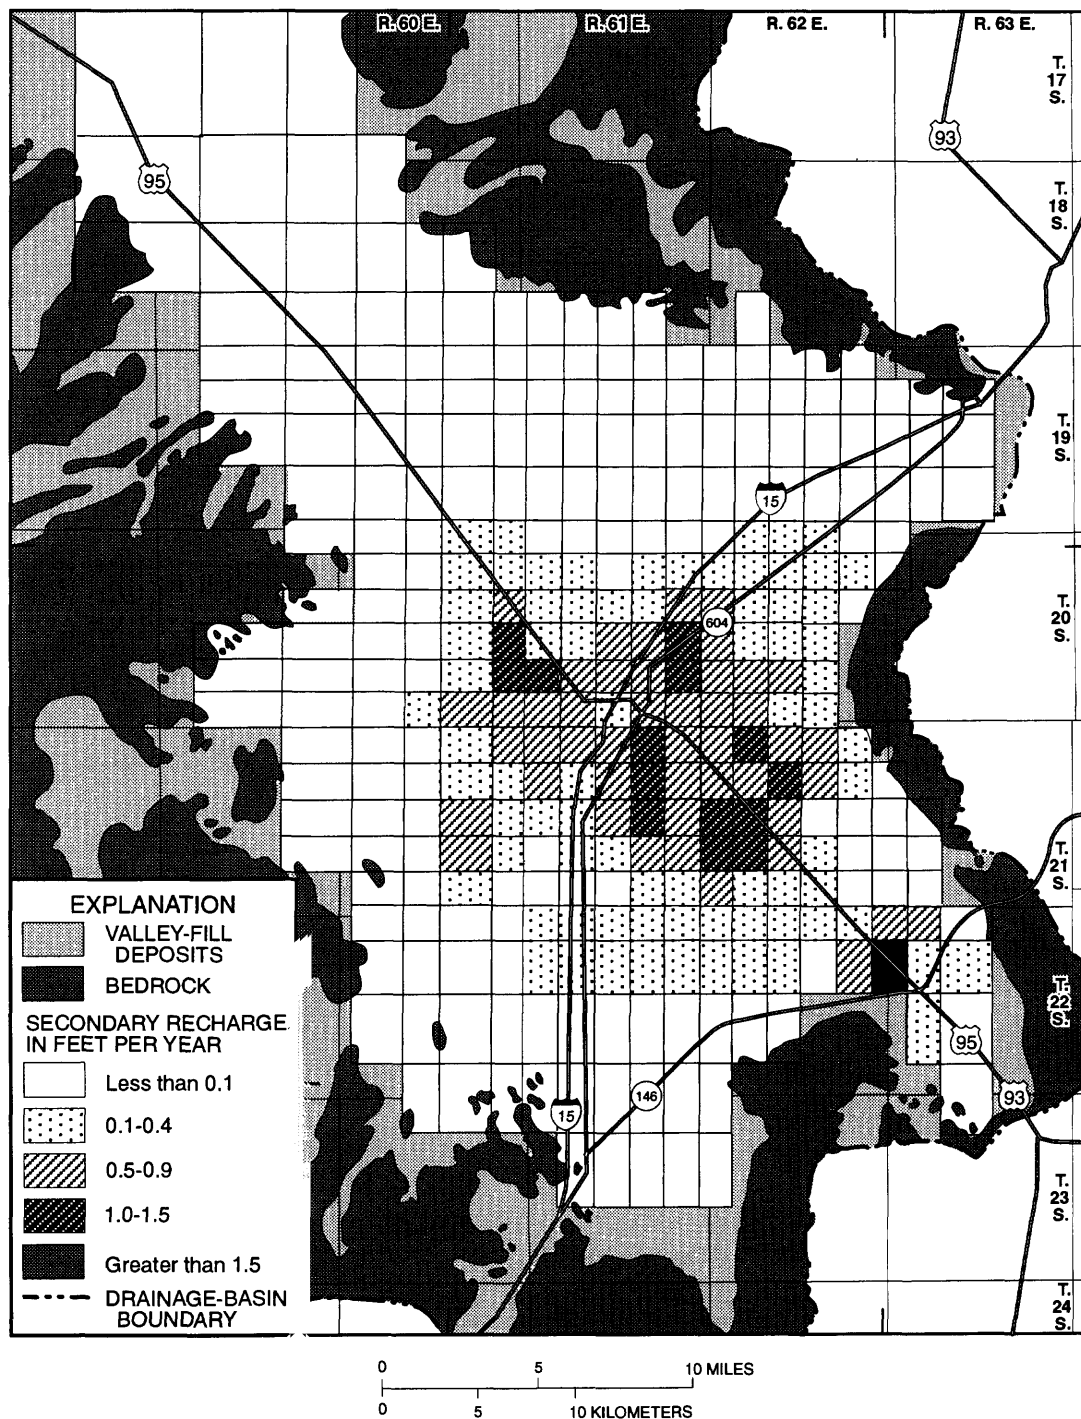 R. 60 E.
R. 61 E.
R. 62 E.
R. 63 E.
T.
17
S.
93
95
T.
18
S.
T.
19
S.
15
T.
20
S.
604
T.
21
S.
EXPLANATION
VALLEY-FILL
DEPOSITS
BEDROCK
SECONDARY RECHARGE
IN FEET PER YEAR
Less than 0.1
0.1-0.4
0.5-0.9
1.0-1.5
Greater than 1.5
DRAINAGE-BASIN
BOUNDARY
T.
22
S.
95
93
146
15
T.
23
S.
T.
24
S.
0 5 10 MILES
0 5 10 KILOMETERS